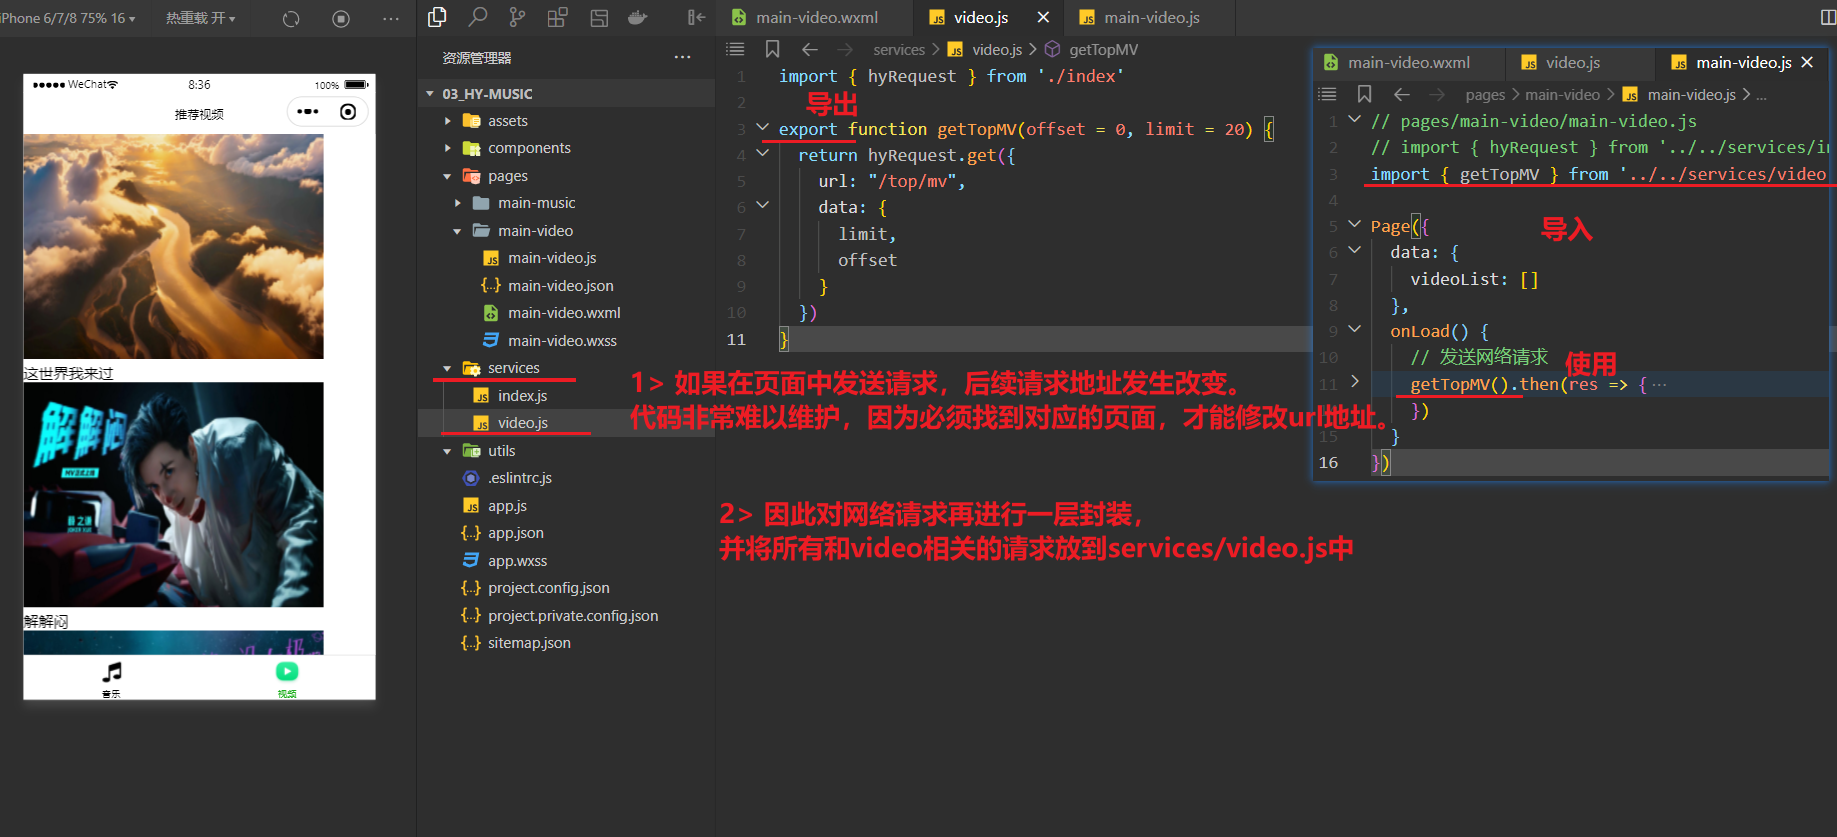 iPhone 6/7/8 75% 16
热重载 开
WeChat
8:36
100%
推荐视频
这世界我来过
解解闷
解解闷
音乐
视频
资源管理器
03_HY-MUSIC
assets
components
pages
main-music
main-video
main-video.js
main-video.json
main-video.wxml
main-video.wxss
services
index.js
video.js
utils
.eslintrc.js
app.js
app.json
app.wxss
project.config.json
project.private.config.json
sitemap.json
main-video.wxml
video.js
main-video.js
services > video.js > getTopMV
1 import { hyRequest } from './index'
2
导出
3 export function getTopMV(offset = 0, limit = 20) {
4 return hyRequest.get({
5 url: "/top/mv",
6 data: {
7 limit,
8 offset
9 }
10 })
11 }
main-video.wxml
video.js
main-video.js
pages > main-video > main-video.js > ...
1 // pages/main-video/main-video.js
2 // import { hyRequest } from '../../services/in
3 import { getTopMV } from '../../services/video
4
5 Page({
导入
6 data: {
7 videoList: []
8 },
9 onLoad() {
10 // 发送网络请求
使用
11 getTopMV().then(res => { ...
})
15 }
16 })
1> 如果在页面中发送请求，后续请求地址发生改变。
代码非常难以维护，因为必须找到对应的页面，才能修改url地址。
2> 因此对网络请求再进行一层封装，
并将所有和video相关的请求放到services/video.js中